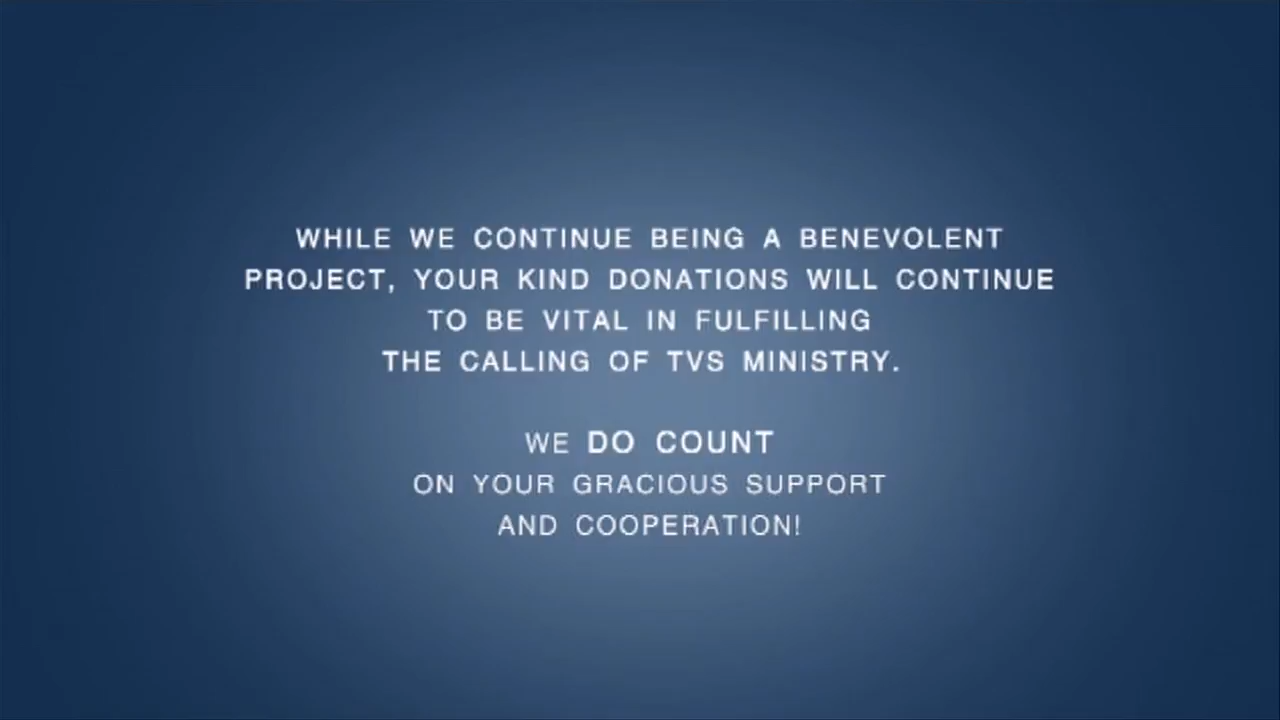 WHILE WE CONTINUE BEING A BENEVOLENT
PROJECT, YOUR KIND DONATIONS WILL CONTINUE
TO BE VITAL IN FULFILLING
THE CALLING OF TVS MINISTRY.
WE DO COUNT
ON YOUR GRACIOUS SUPPORT
AND COOPERATION!